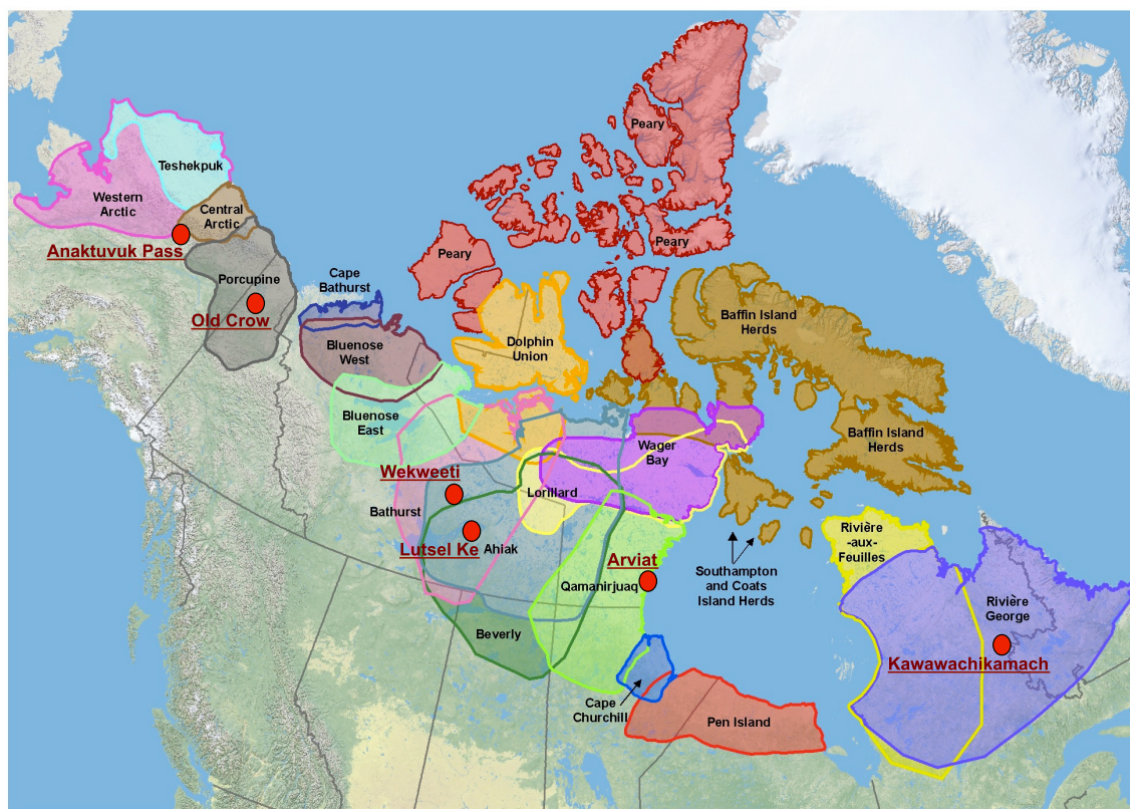 Peary
Peary
Peary
Peary
Teshekpuk
Western
Arctic
Central
Arctic
Anaktuvuk Pass
Porcupine
Old Crow
Cape
Bathurst
Bluenose
West
Dolphin
Union
Baffin Island
Herds
Baffin Island
Herds
Bluenose
East
Wager
Bay
Wekweeti
Lorillard
Bathurst
Lutsel Ke
Ahiak
Arviat
Qamanirjuaq
Southampton
and Coats
Island Herds
Rivière
-aux-
Feuilles
Rivière
George
Kawawachikamach
Beverly
Cape
Churchill
Pen Island